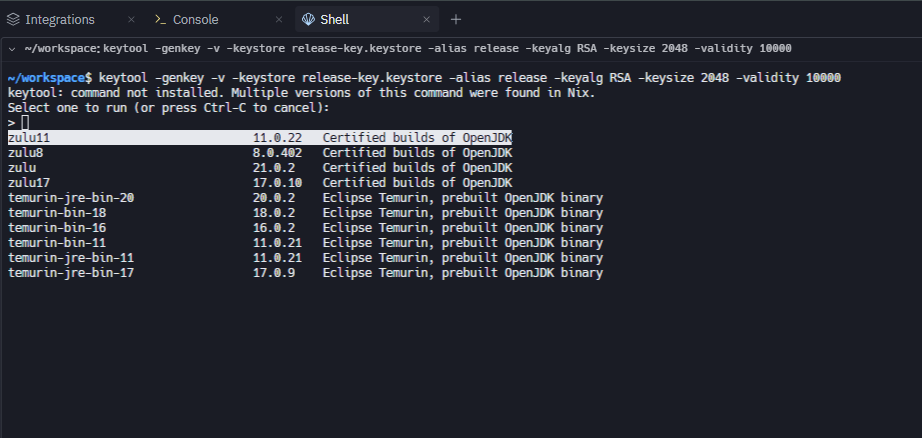 Integrations × Console × Shell × +
~/workspace: keytool -genkey -v -keystore release-key.keystore -alias release -keyalg RSA -keysize 2048 -validity 10000
~/workspace$ keytool -genkey -v -keystore release-key.keystore -alias release -keyalg RSA -keysize 2048 -validity 10000
keytool: command not installed. Multiple versions of this command were found in Nix.
Select one to run (or press Ctrl-C to cancel):
>
zulu11 11.0.22 Certified builds of OpenJDK
zulu8 8.0.402 Certified builds of OpenJDK
zulu 21.0.2 Certified builds of OpenJDK
zulu17 17.0.10 Certified builds of OpenJDK
temurin-jre-bin-20 20.0.2 Eclipse Temurin, prebuilt OpenJDK binary
temurin-bin-18 18.0.2 Eclipse Temurin, prebuilt OpenJDK binary
temurin-bin-16 16.0.2 Eclipse Temurin, prebuilt OpenJDK binary
temurin-bin-11 11.0.21 Eclipse Temurin, prebuilt OpenJDK binary
temurin-jre-bin-11 11.0.21 Eclipse Temurin, prebuilt OpenJDK binary
temurin-jre-bin-17 17.0.9 Eclipse Temurin, prebuilt OpenJDK binary